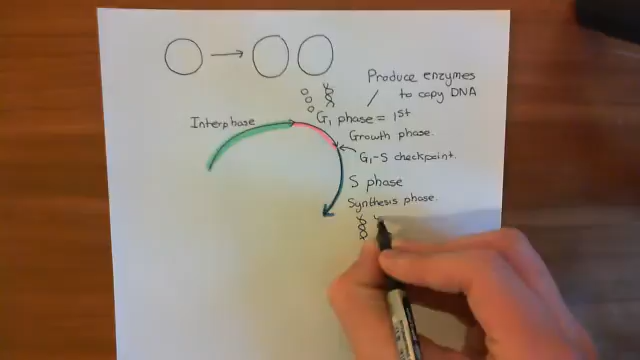 Produce enzymes
to copy DNA
Interphase
G1 phase = 1st
Growth phase.
G1-S checkpoint.
S phase
Synthesis phase.